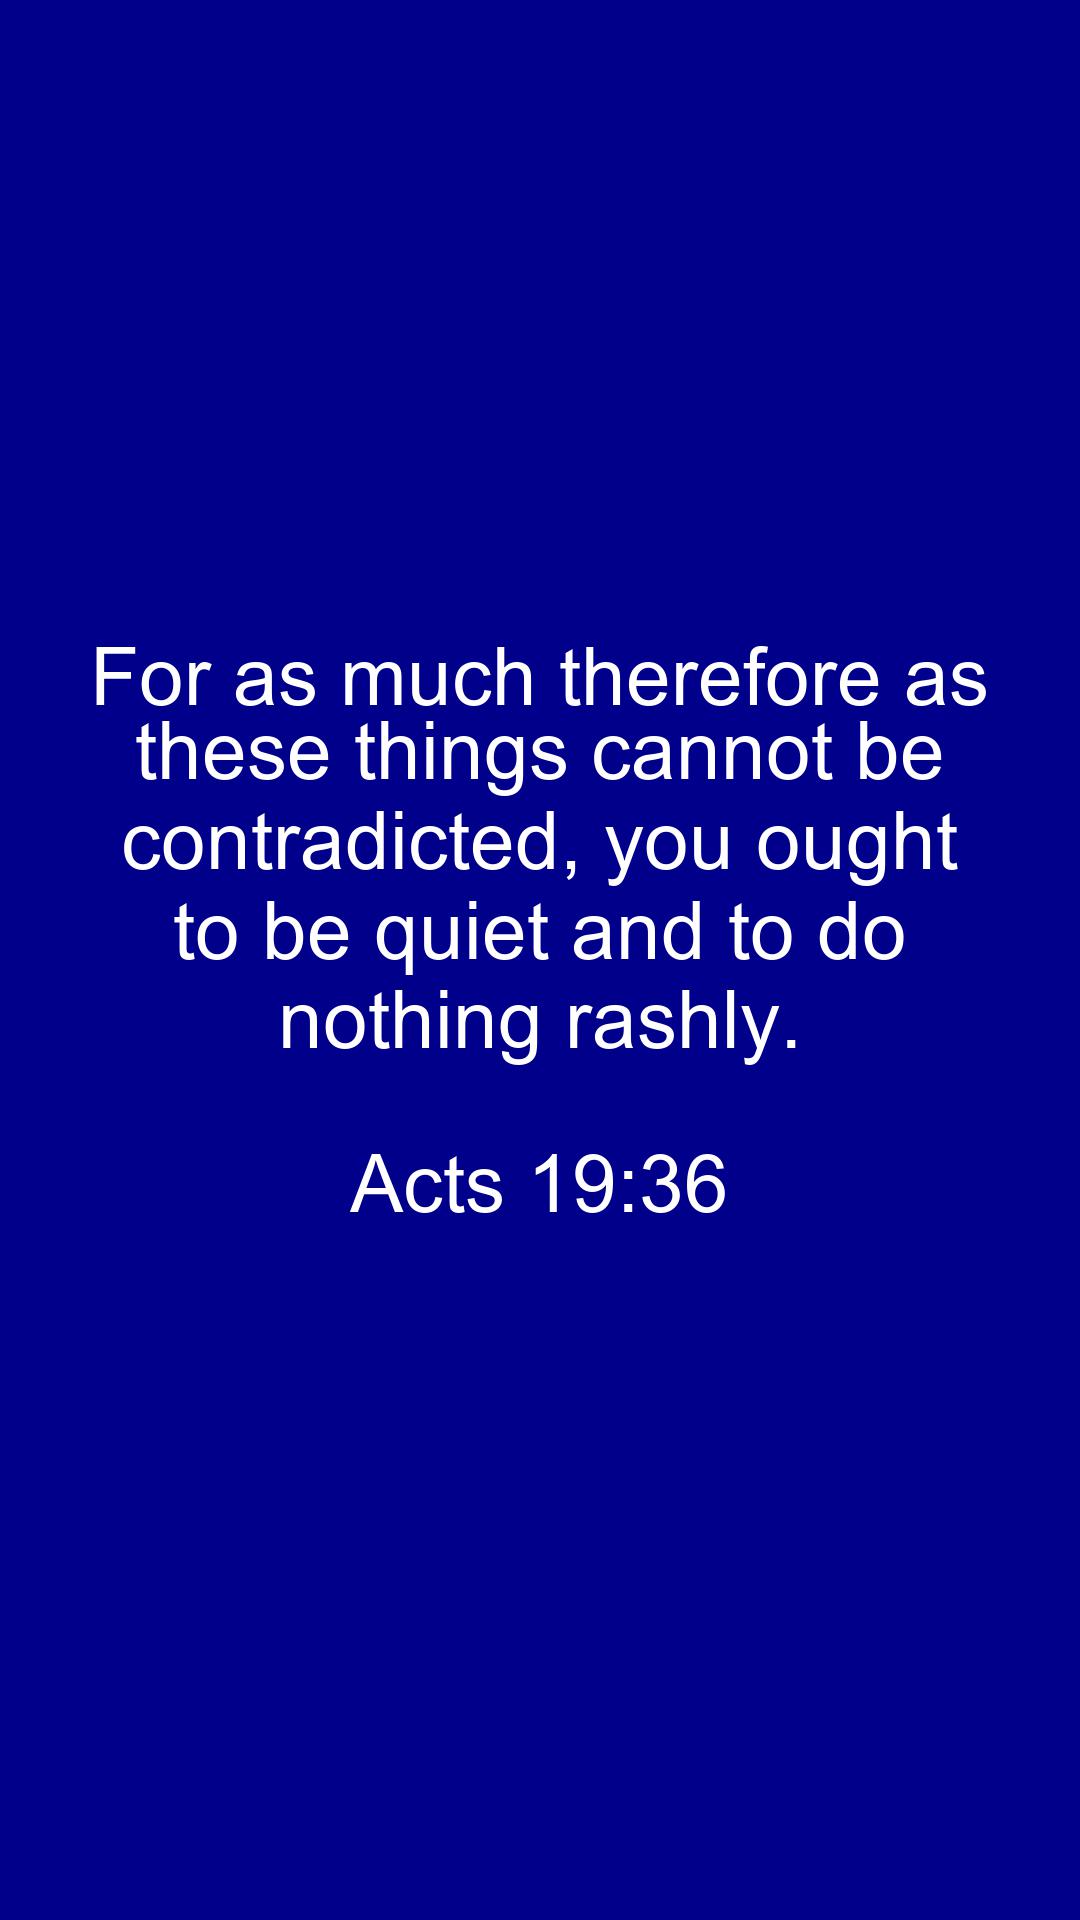 For as much therefore as
these things cannot be
contradicted, you ought
to be quiet and to do
nothing rashly.
Acts 19:36